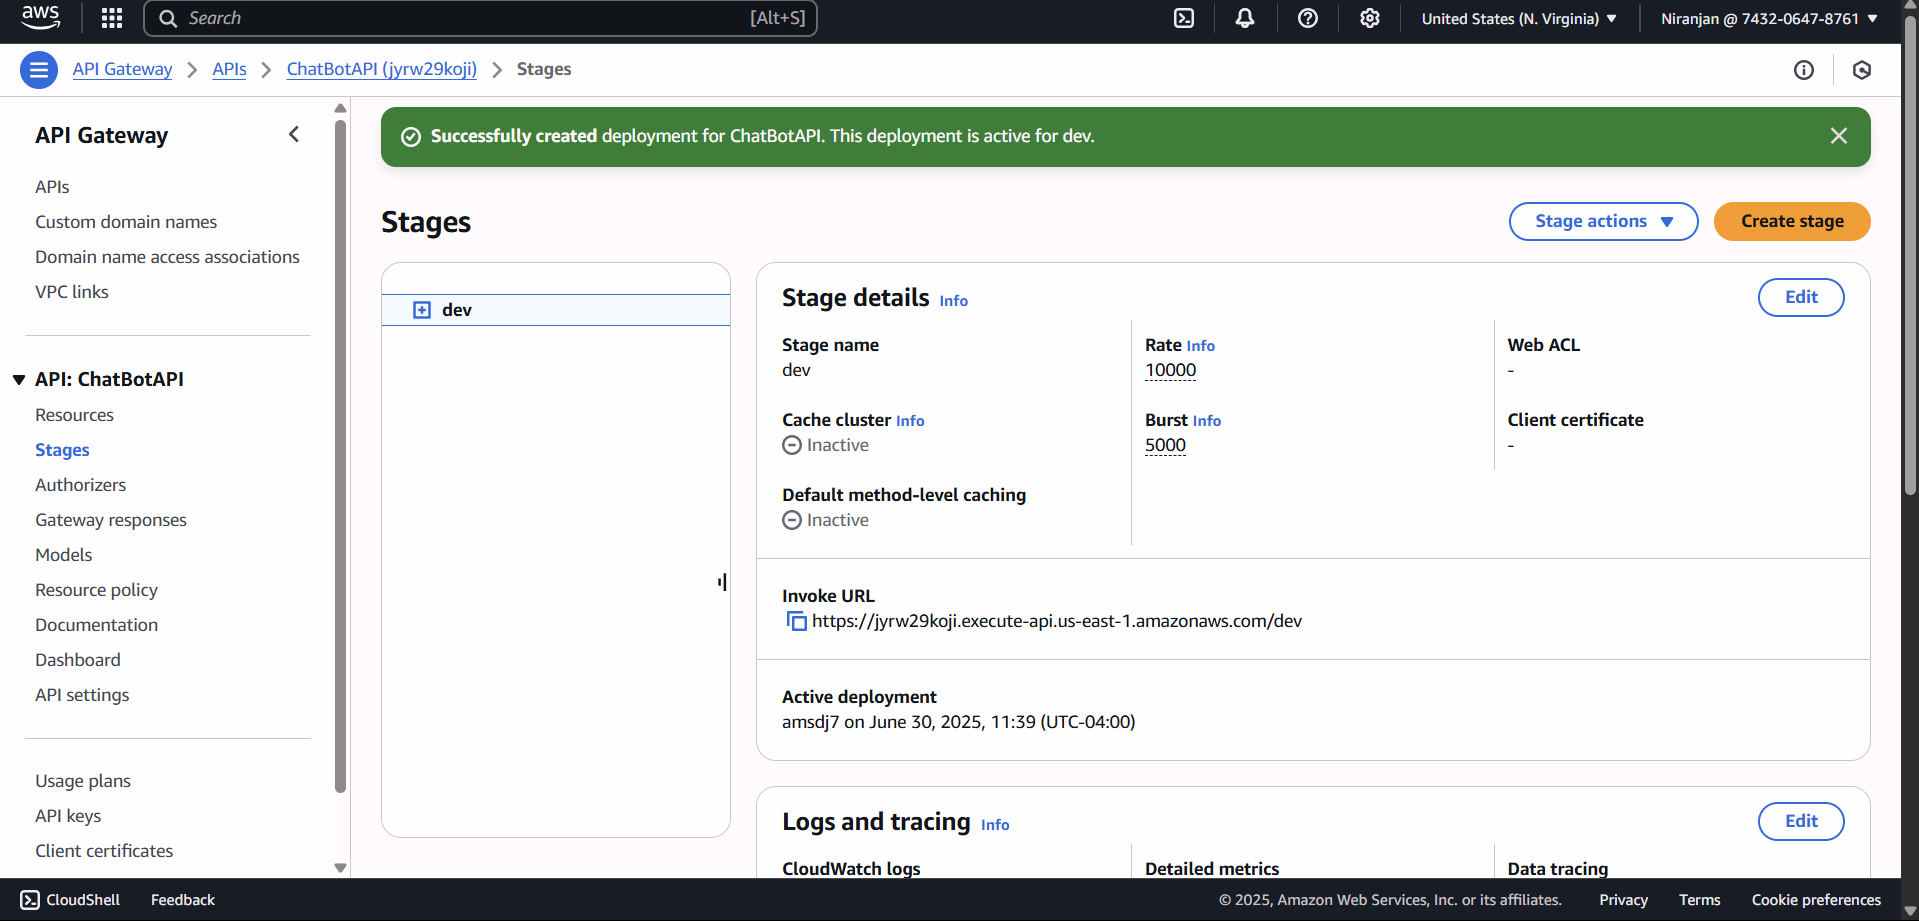 aws
Search [Alt+S]
United States (N. Virginia) ▼
Niranjan @ 7432-0647-8761 ▼
API Gateway > APIs > ChatBotAPI (jyrw29koji) > Stages
API Gateway
APIs
Custom domain names
Domain name access associations
VPC links
API: ChatBotAPI
Resources
Stages
Authorizers
Gateway responses
Models
Resource policy
Documentation
Dashboard
API settings
Usage plans
API keys
Client certificates
Successfully created deployment for ChatBotAPI. This deployment is active for dev.
Stages
Stage actions ▼
Create stage
dev
Stage details Info
Edit
Stage name
dev
Cache cluster Info
Inactive
Default method-level caching
Inactive
Rate Info
10000
Burst Info
5000
Web ACL
-
Client certificate
-
Invoke URL
https://jyrw29koji.execute-api.us-east-1.amazonaws.com/dev
Active deployment
amsdj7 on June 30, 2025, 11:39 (UTC-04:00)
Logs and tracing Info
Edit
CloudWatch logs
Detailed metrics
Data tracing
CloudShell
Feedback
© 2025, Amazon Web Services, Inc. or its affiliates.
Privacy
Terms
Cookie preferences